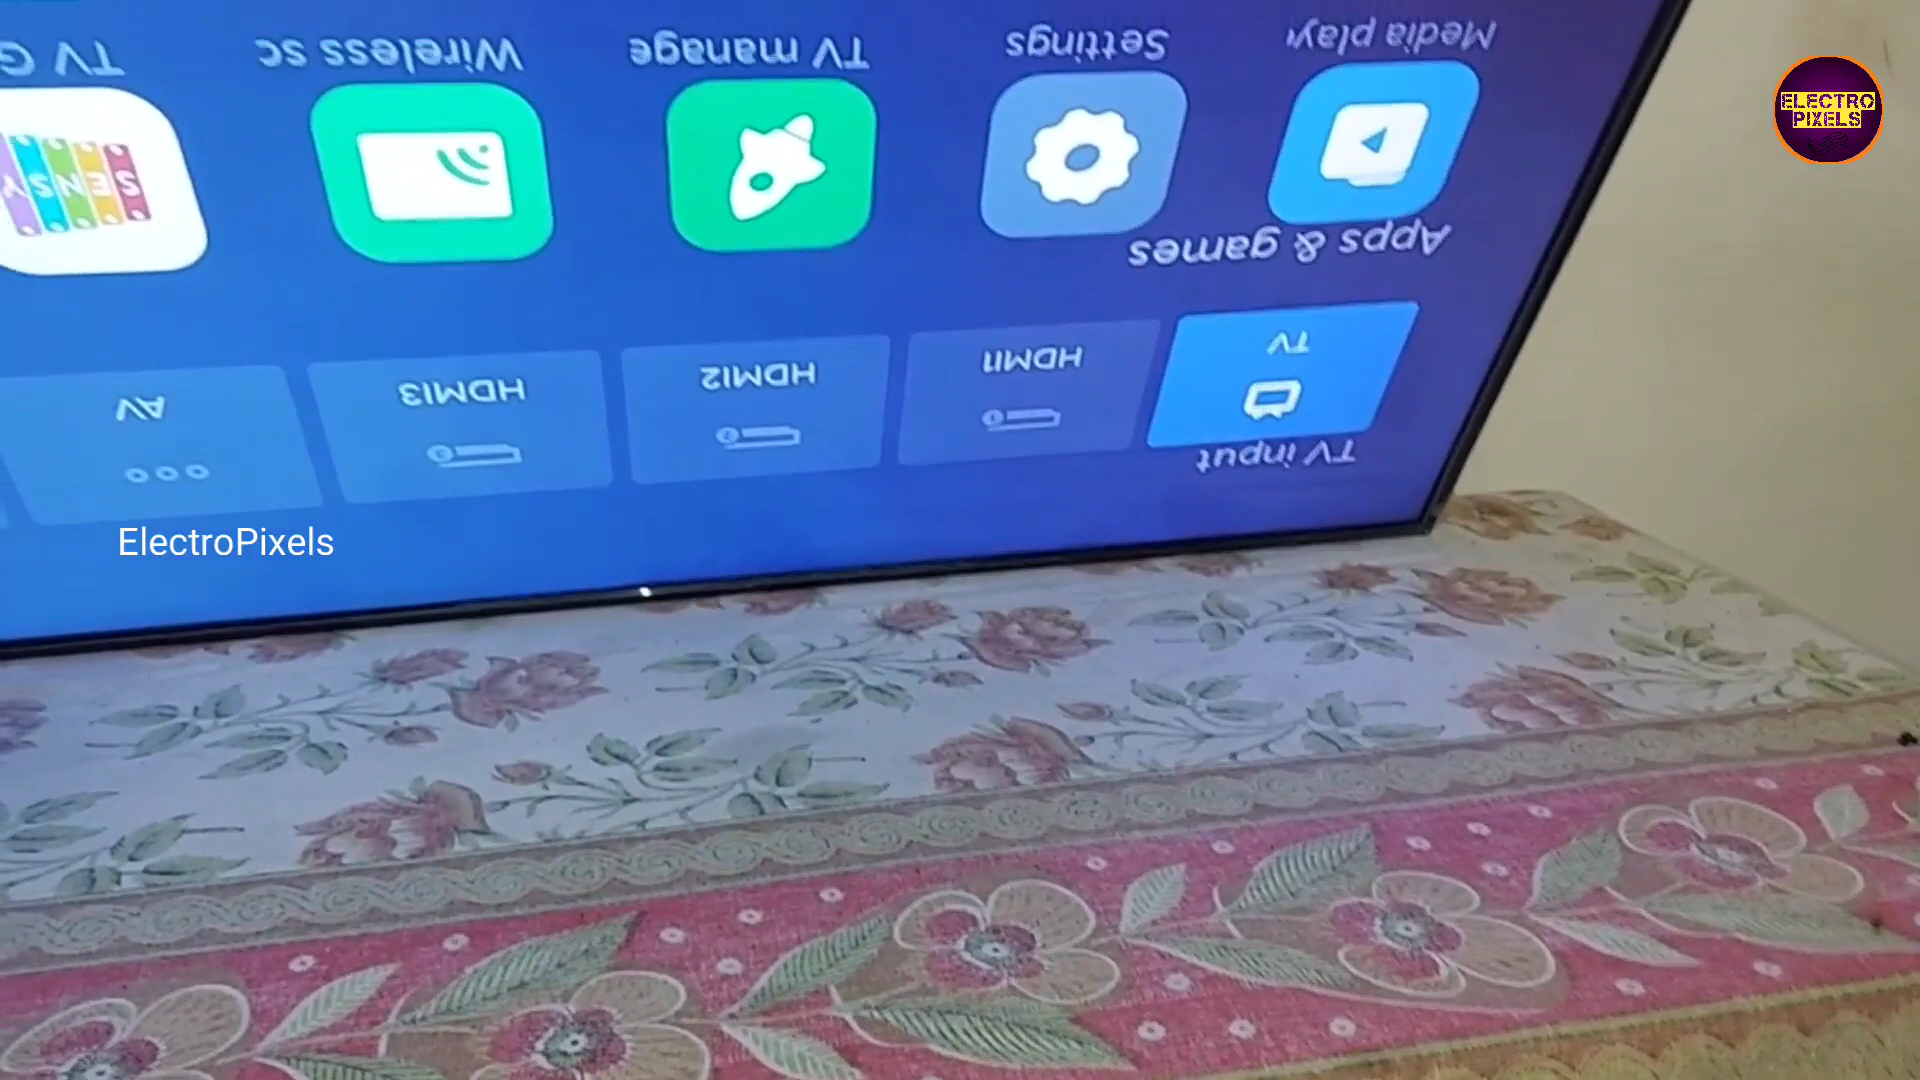 TV input
TV
HDMI1
HDMI2
HDMI3
AV
Apps & games
Media play
Settings
TV manage
Wireless sc
TV G
SENSY
ELECTRO
PIXELS
ElectroPixels